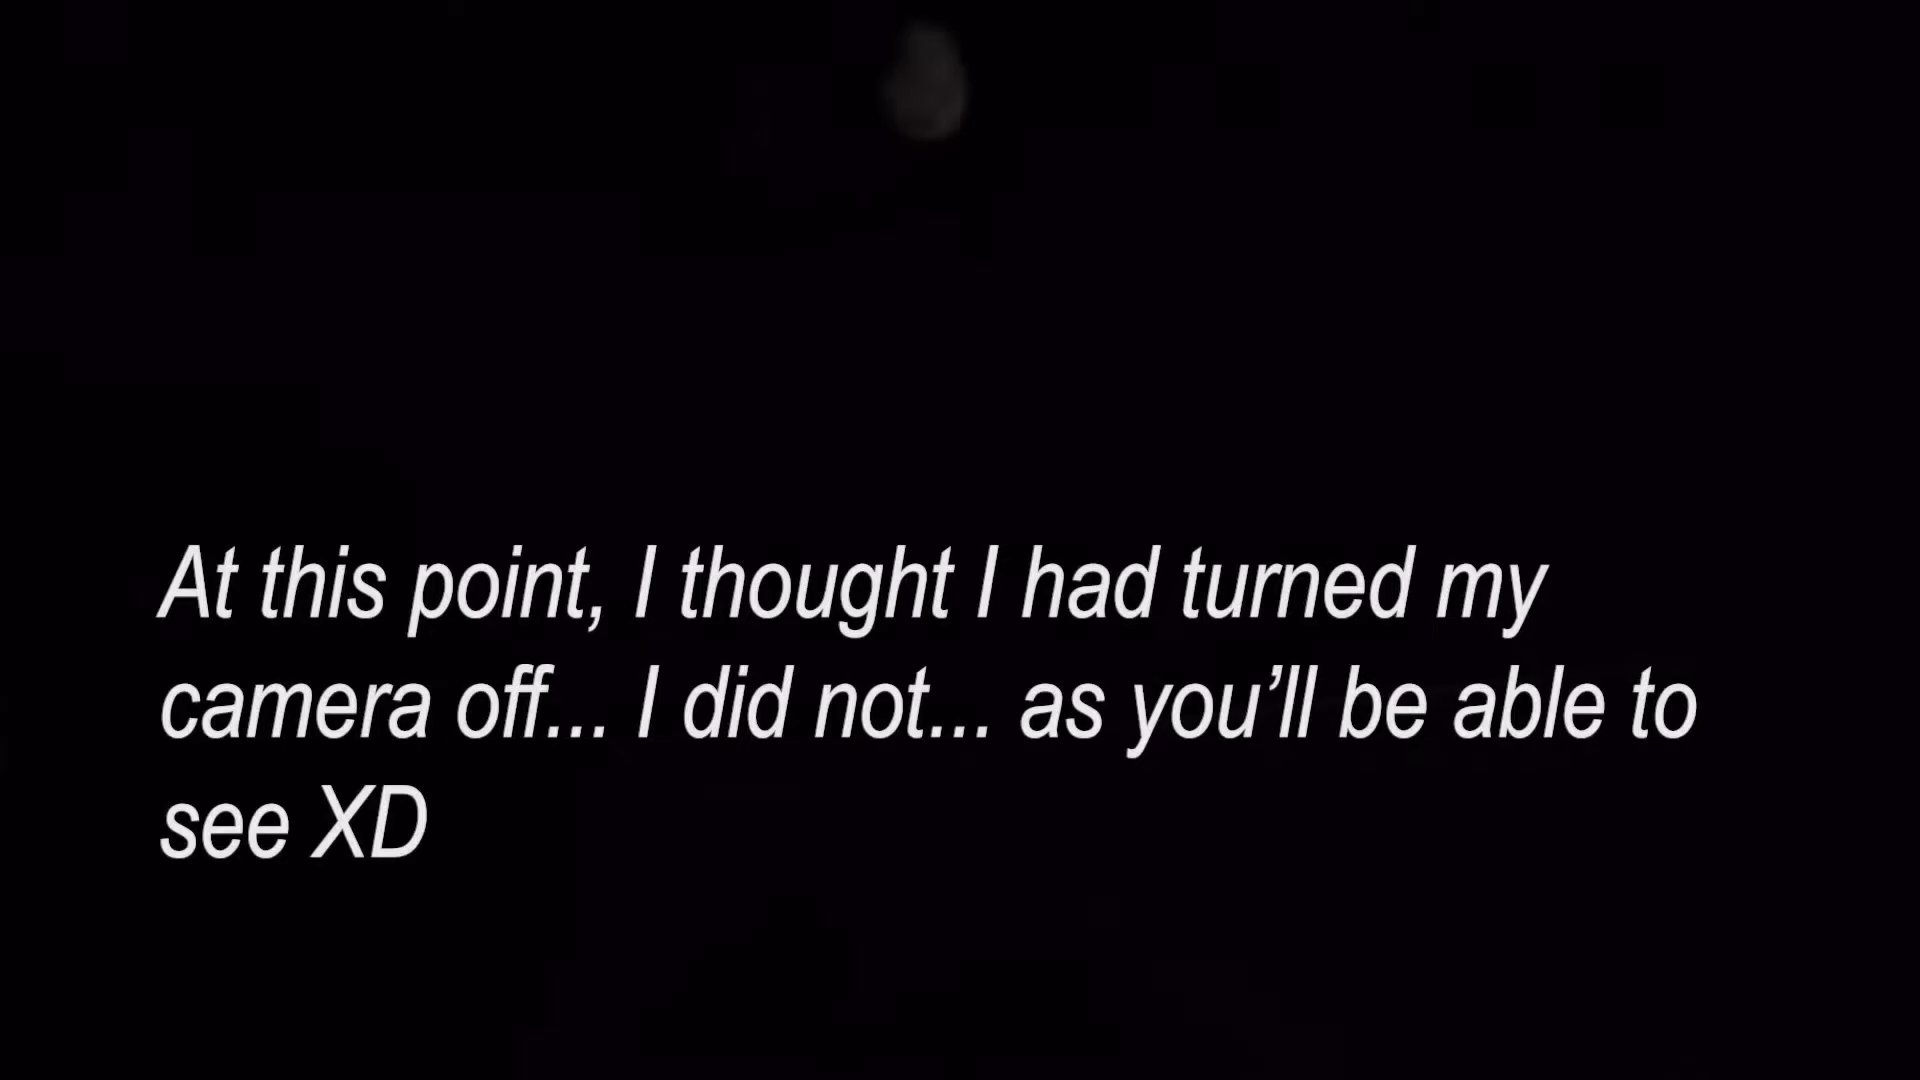 At this point, I thought I had turned my
camera off... I did not... as you’ll be able to
see XD